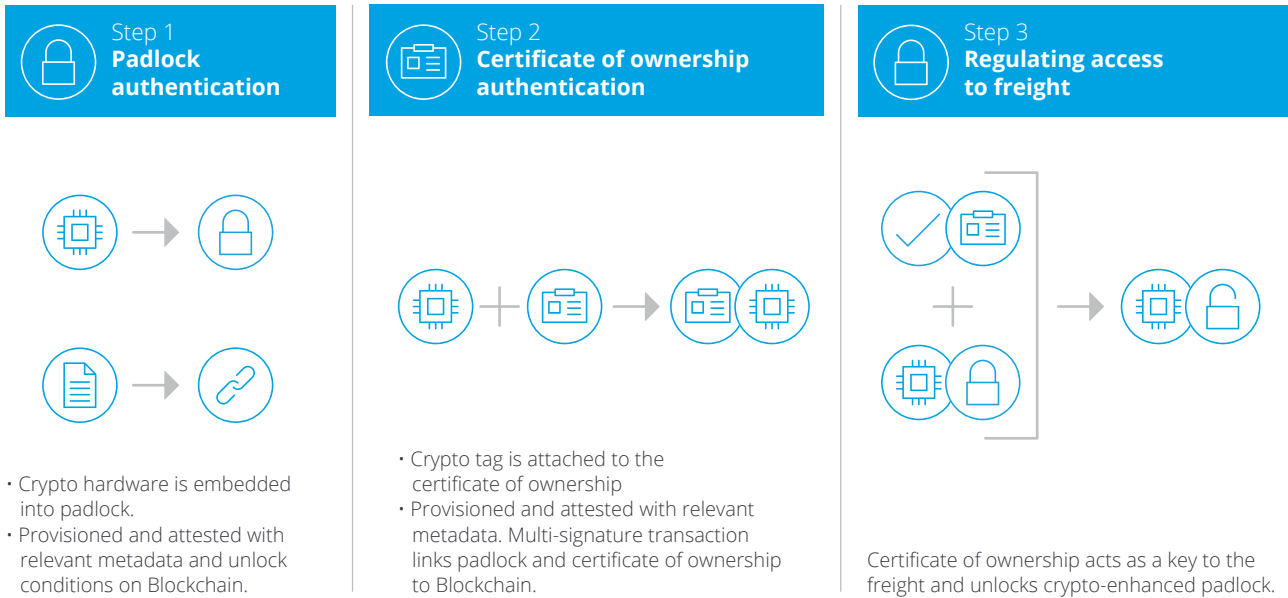 Step 1
Padlock
authentication
· Crypto hardware is embedded
into padlock.
· Provisioned and attested with
relevant metadata and unlock
conditions on Blockchain.
Step 2
Certificate of ownership
authentication
· Crypto tag is attached to the
certificate of ownership
· Provisioned and attested with relevant
metadata. Multi-signature transaction
links padlock and certificate of ownership
to Blockchain.
Step 3
Regulating access
to freight
Certificate of ownership acts as a key to the
freight and unlocks crypto-enhanced padlock.